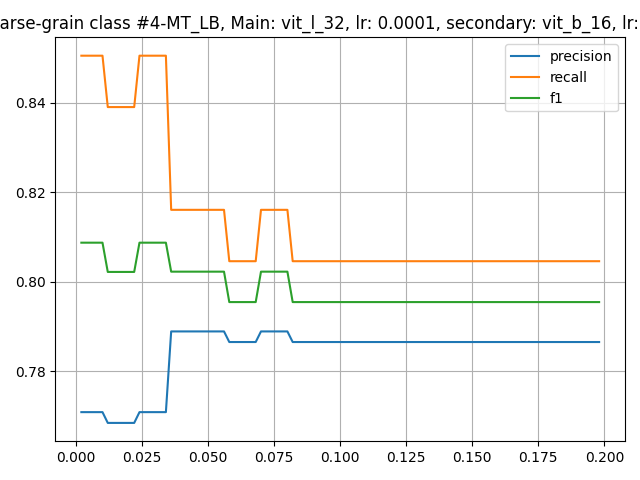 arse-grain class #4-MT_LB, Main: vit_l_32, lr: 0.0001, secondary: vit_b_16, lr:
precision
recall
f1
0.84
0.82
0.80
0.78
0.000 0.025 0.050 0.075 0.100 0.125 0.150 0.175 0.200